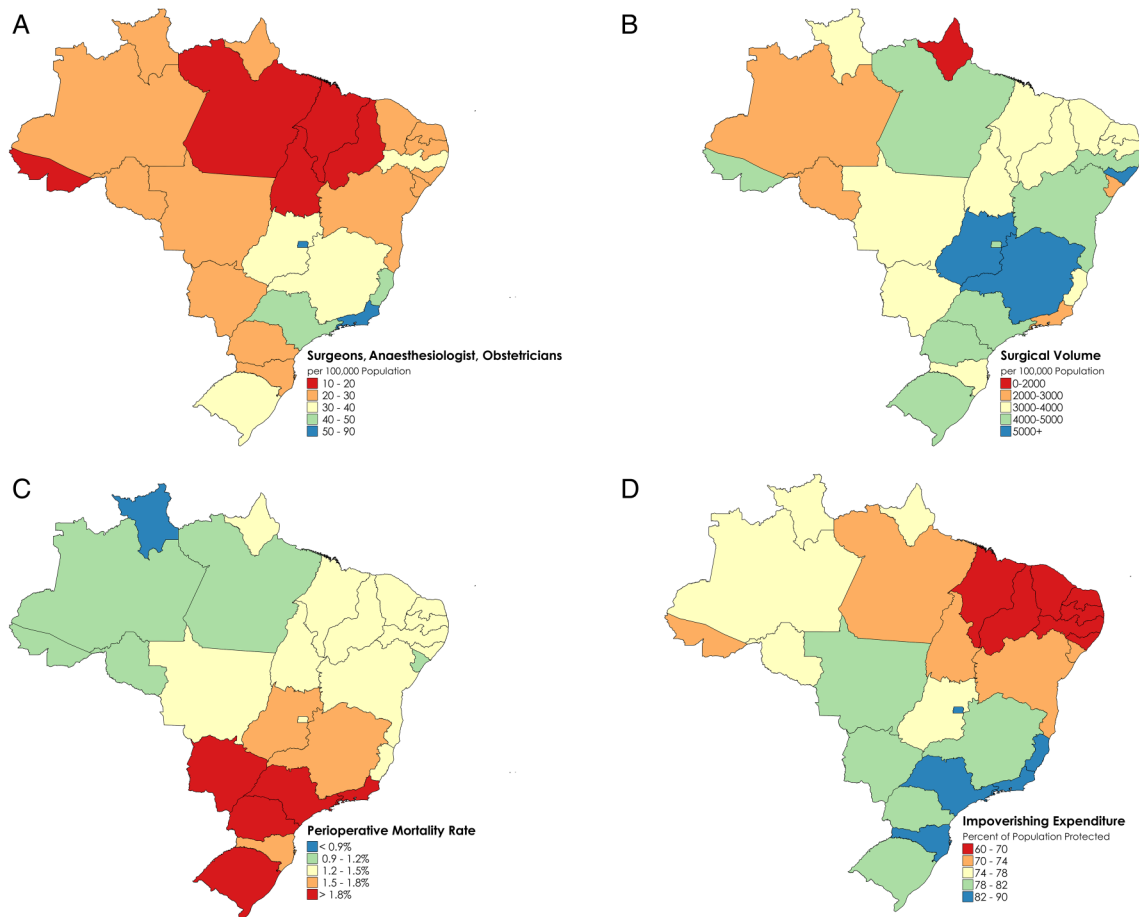 A
Surgeons, Anaesthesiologist, Obstetricians
per 100,000 Population
10 - 20
20 - 30
30 - 40
40 - 50
50 - 90
B
Surgical Volume
per 100,000 Population
0-2000
2000-3000
3000-4000
4000-5000
5000+
C
Perioperative Mortality Rate
< 0.9%
0.9 - 1.2%
1.2 - 1.5%
1.5 - 1.8%
> 1.8%
D
Impoverishing Expenditure
Percent of Population Protected
60 - 70
70 - 74
74 - 78
78 - 82
82 - 90